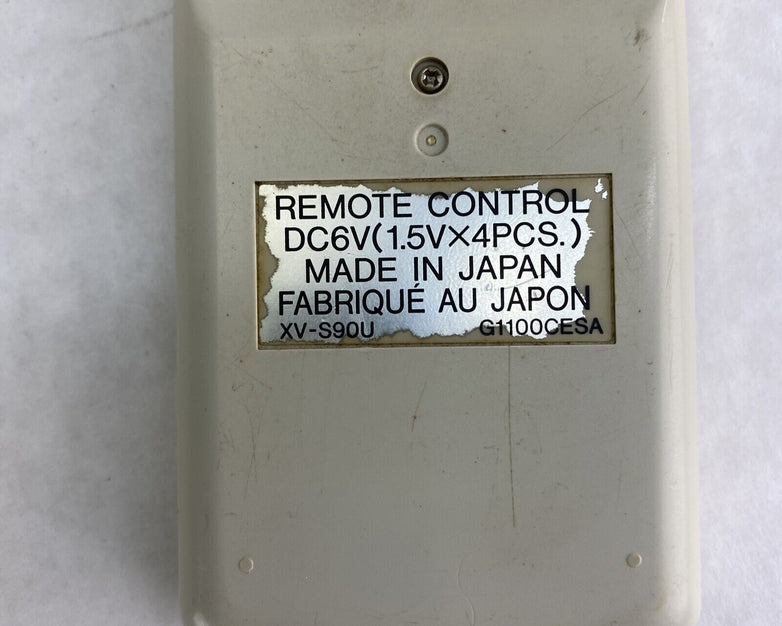 REMOTE CONTROL
DC6V(1.5V×4PCS.)
MADE IN JAPAN
FABRIQUÉ AU JAPON
XV-S90U G1100CESA